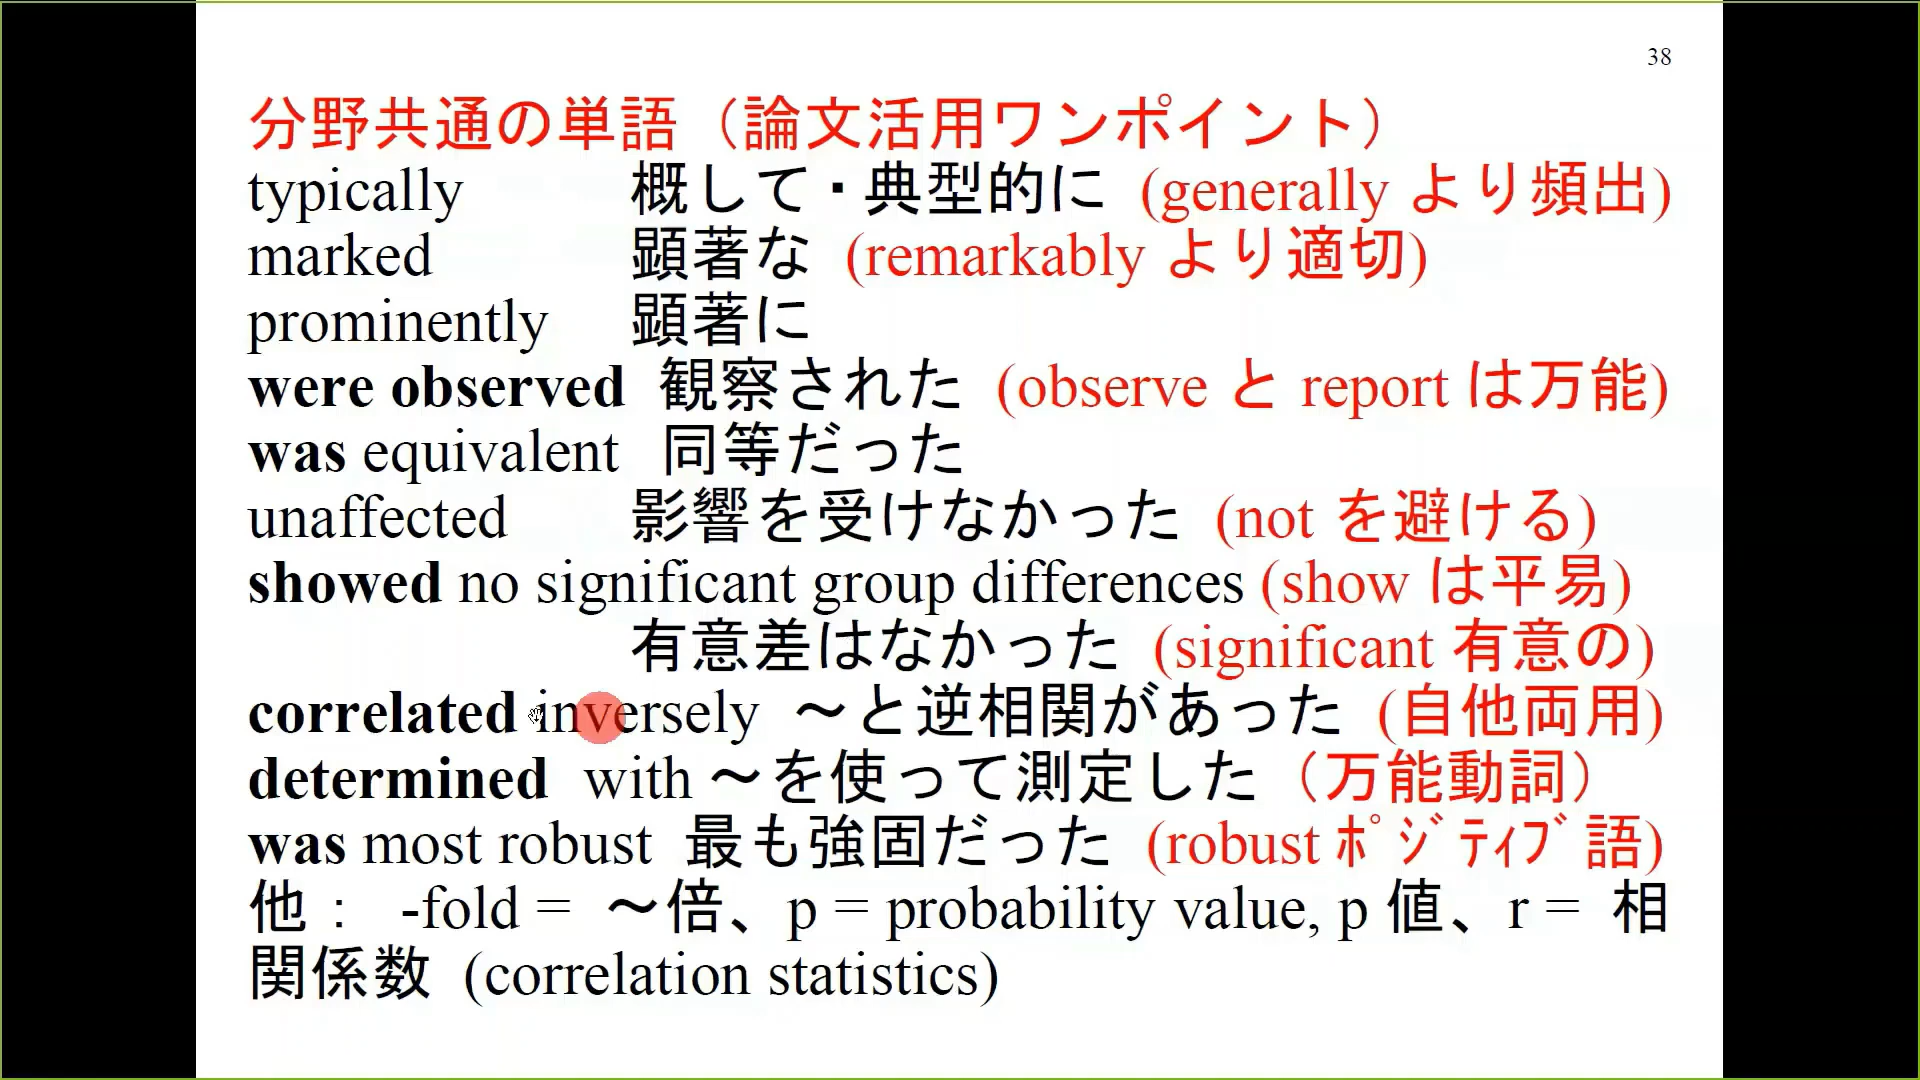 38
分野共通の単語（論文活用ワンポイント）
typically 概して・典型的に (generally より頻出)
marked 顕著な (remarkably より適切)
prominently 顕著に
were observed 観察された (observe と report は万能)
was equivalent 同等だった
unaffected 影響を受けなかった (not を避ける)
showed no significant group differences (show は平易)
有意差はなかった (significant 有意の)
correlated inversely ～と逆相関があった (自他両用)
determined with ～を使って測定した（万能動詞）
was most robust 最も強固だった (robust ﾎﾟｼﾞﾃｨﾌﾞ語)
他： -fold = ～倍、p = probability value, p 値、r = 相
関係数 (correlation statistics)